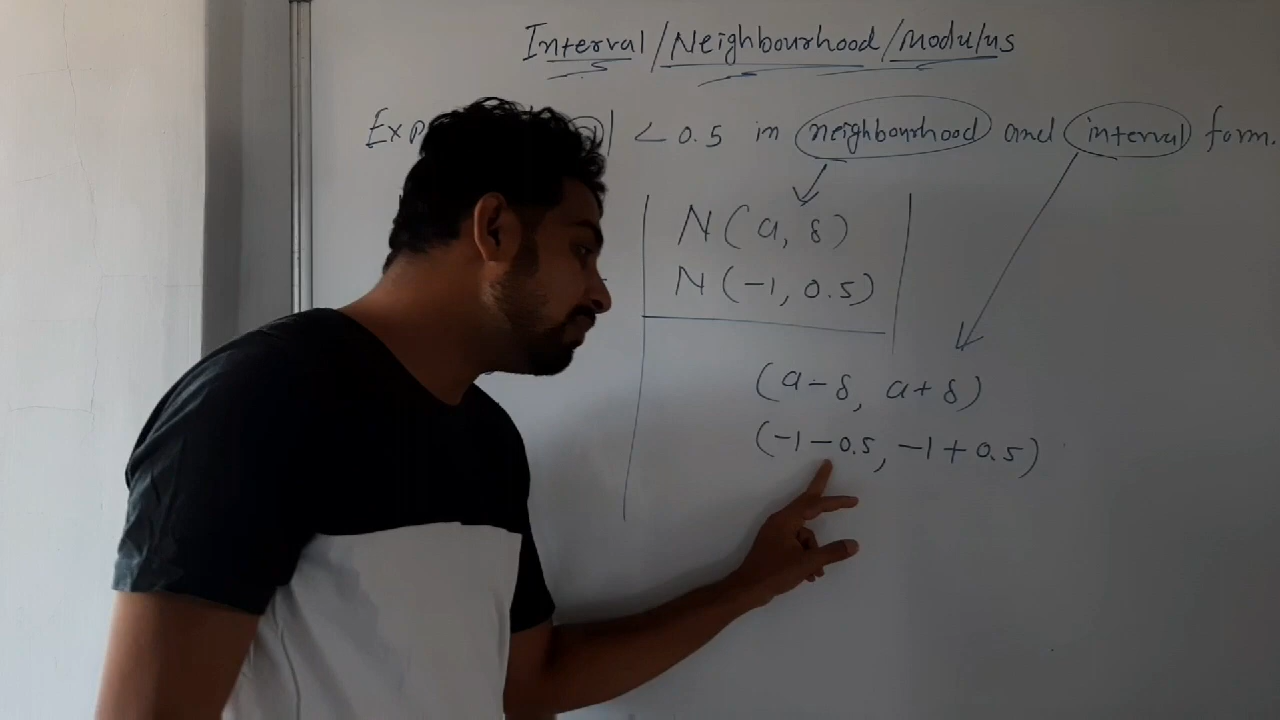 Interval/Neighbourhood/Modulus
Exp | < 0.5 in neighbourhood and interval form.
N(a, δ)
N(-1, 0.5)
(a-δ, a+δ)
(-1-0.5, -1+0.5)